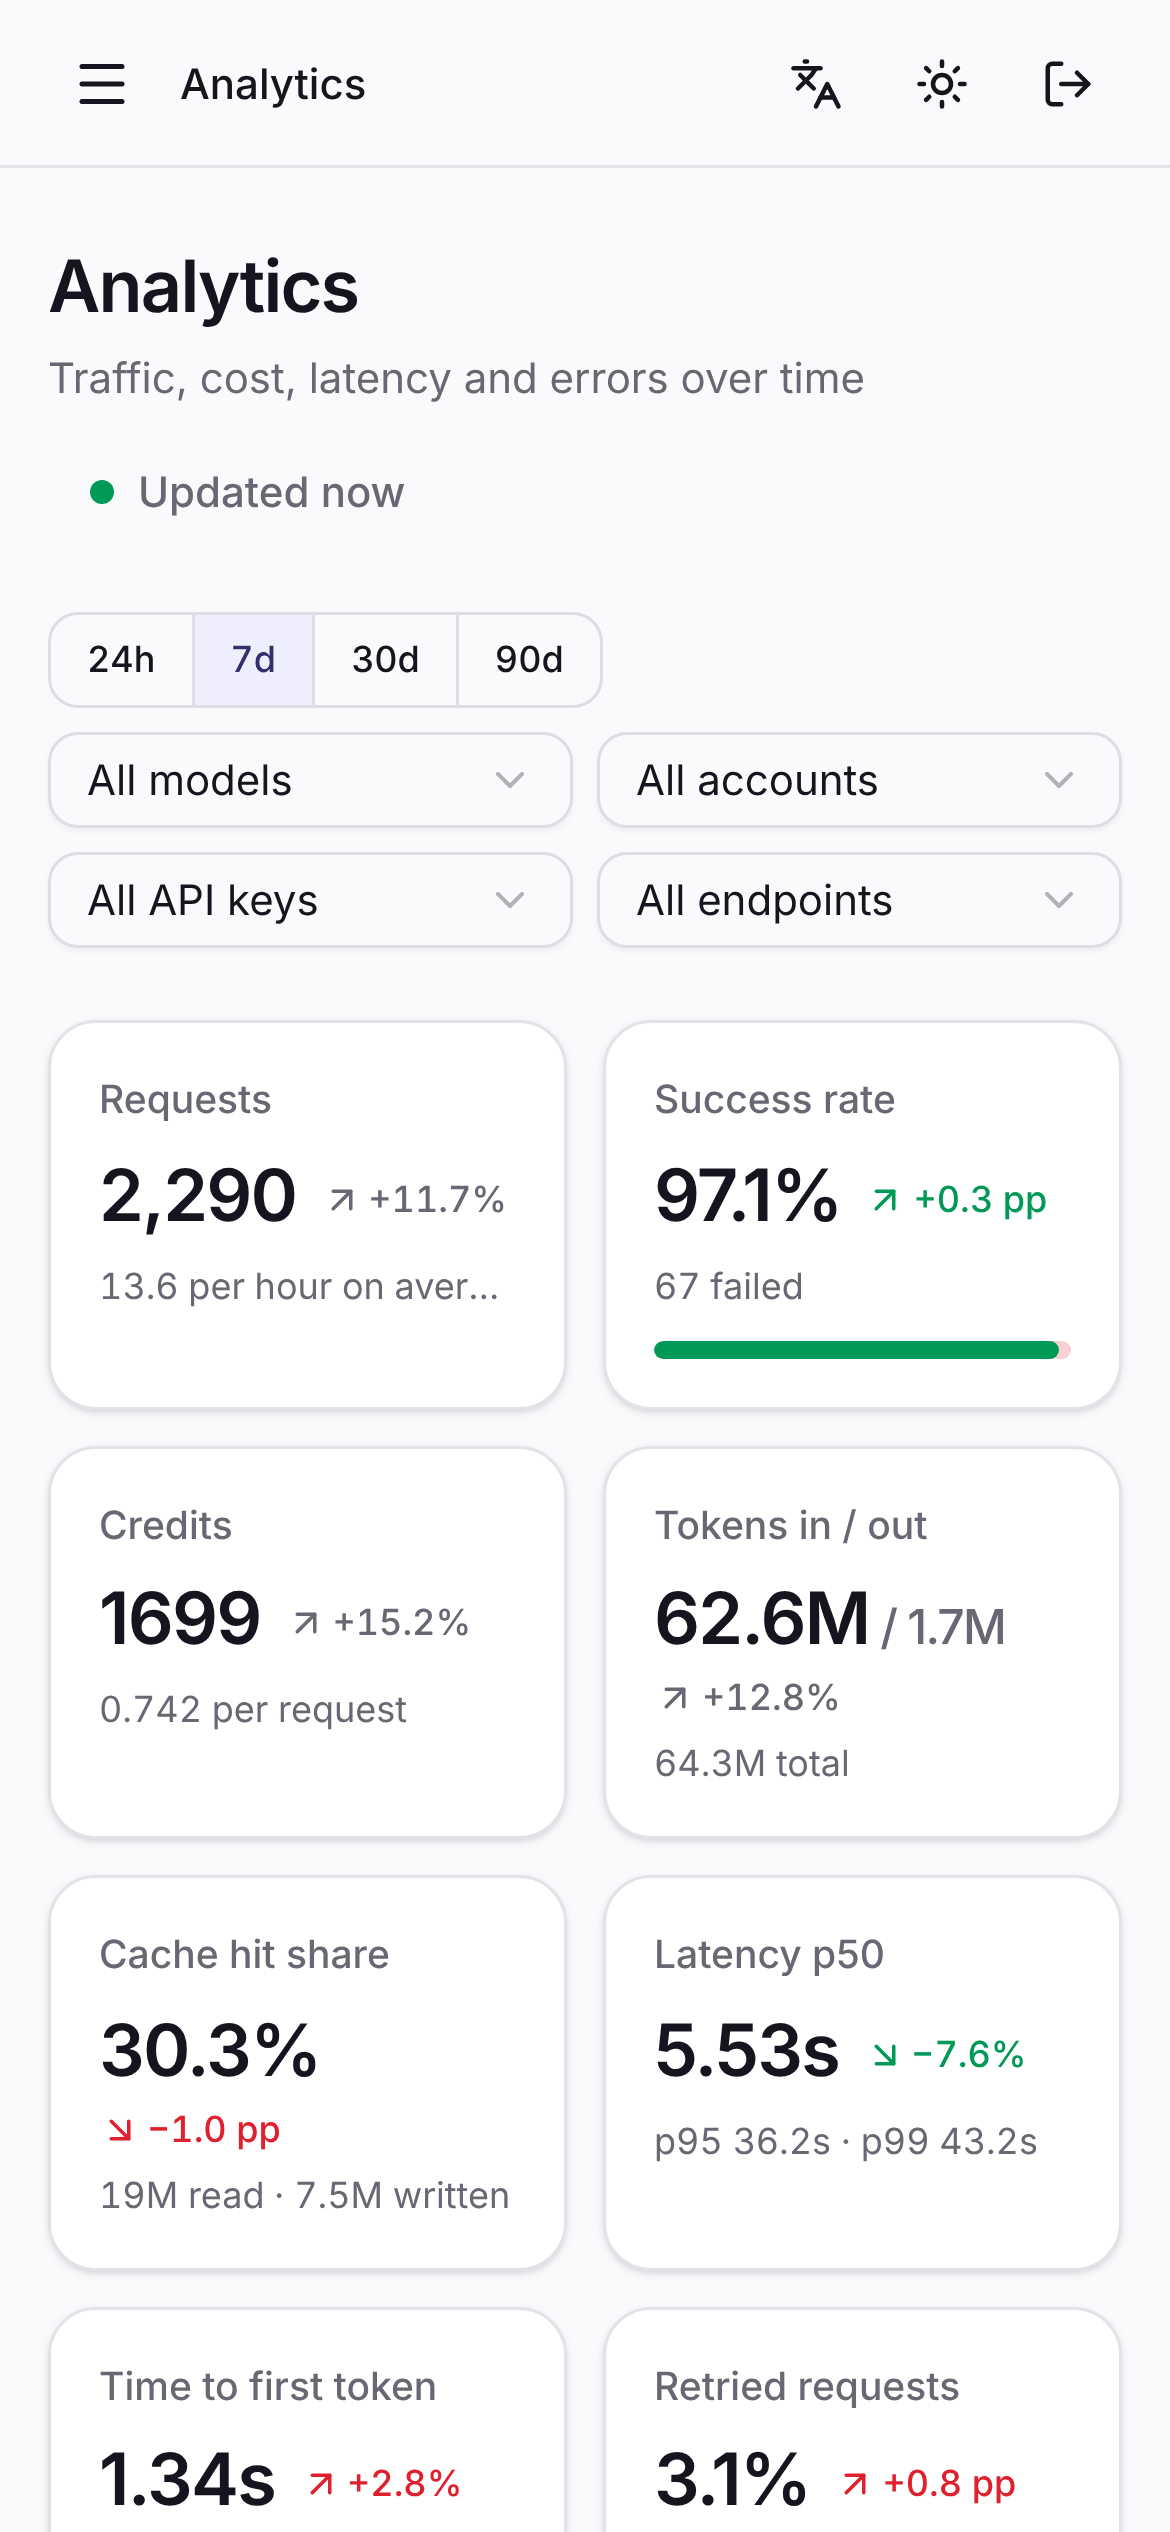 Analytics
Analytics
Traffic, cost, latency and errors over time
Updated now
24h 7d 30d 90d
All models All accounts
All API keys All endpoints
Requests
2,290 +11.7%
13.6 per hour on aver...
Success rate
97.1% +0.3 pp
67 failed
Credits
1699 +15.2%
0.742 per request
Tokens in / out
62.6M / 1.7M
+12.8%
64.3M total
Cache hit share
30.3%
−1.0 pp
19M read · 7.5M written
Latency p50
5.53s −7.6%
p95 36.2s · p99 43.2s
Time to first token
1.34s +2.8%
Retried requests
3.1% +0.8 pp